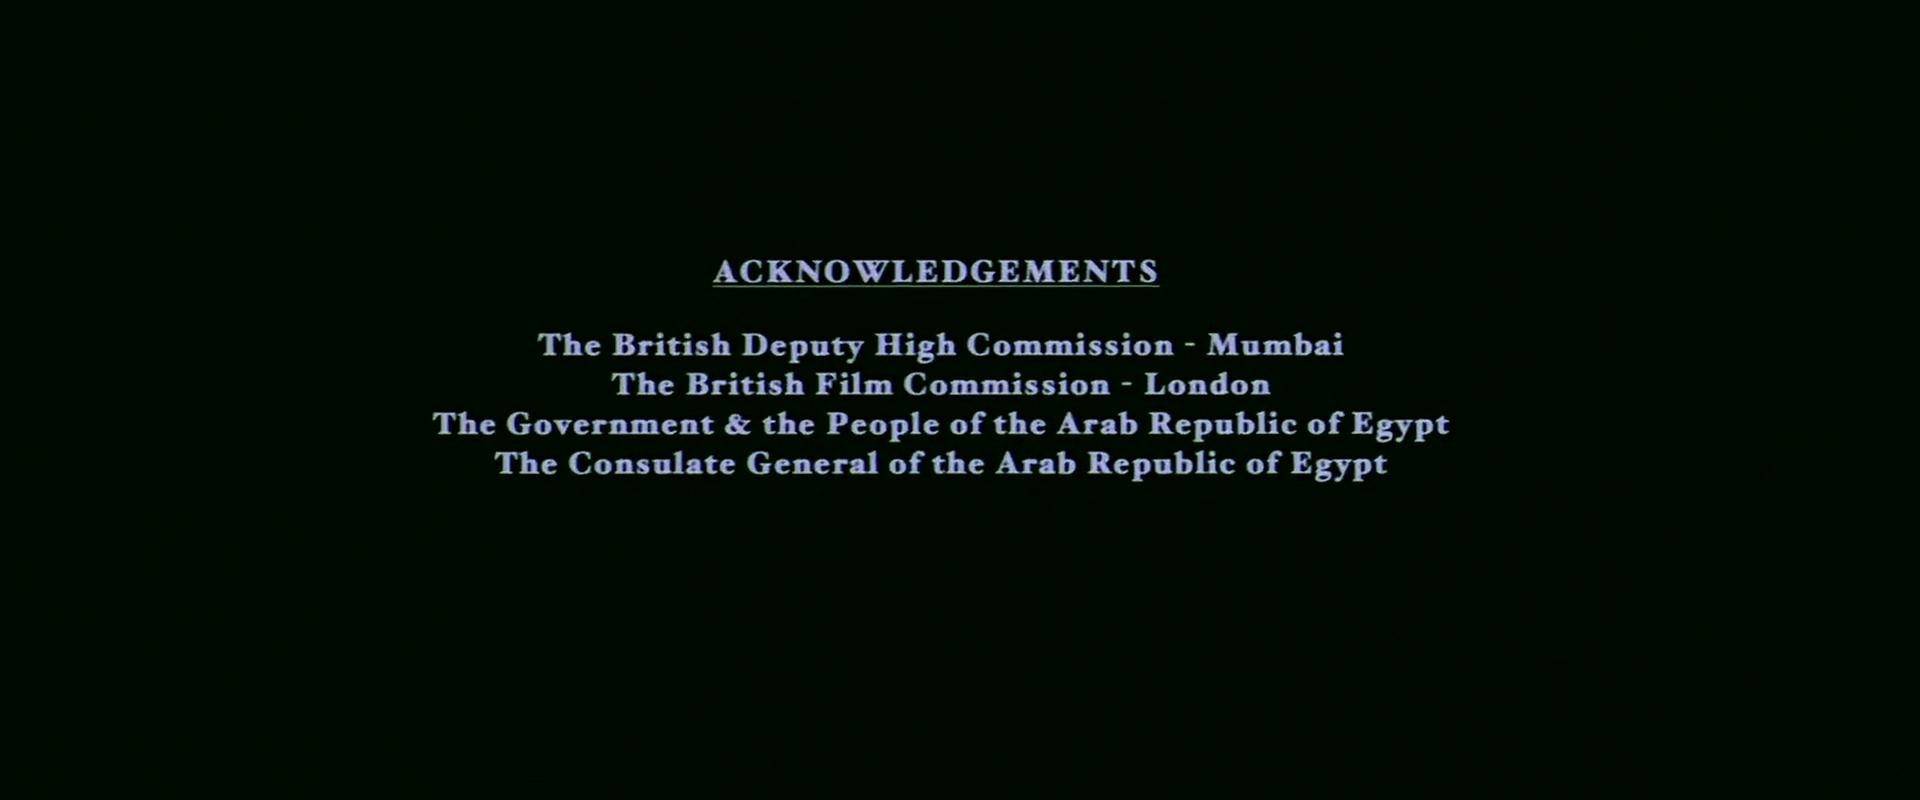 ACKNOWLEDGEMENTS
The British Deputy High Commission - Mumbai
The British Film Commission - London
The Government & the People of the Arab Republic of Egypt
The Consulate General of the Arab Republic of Egypt